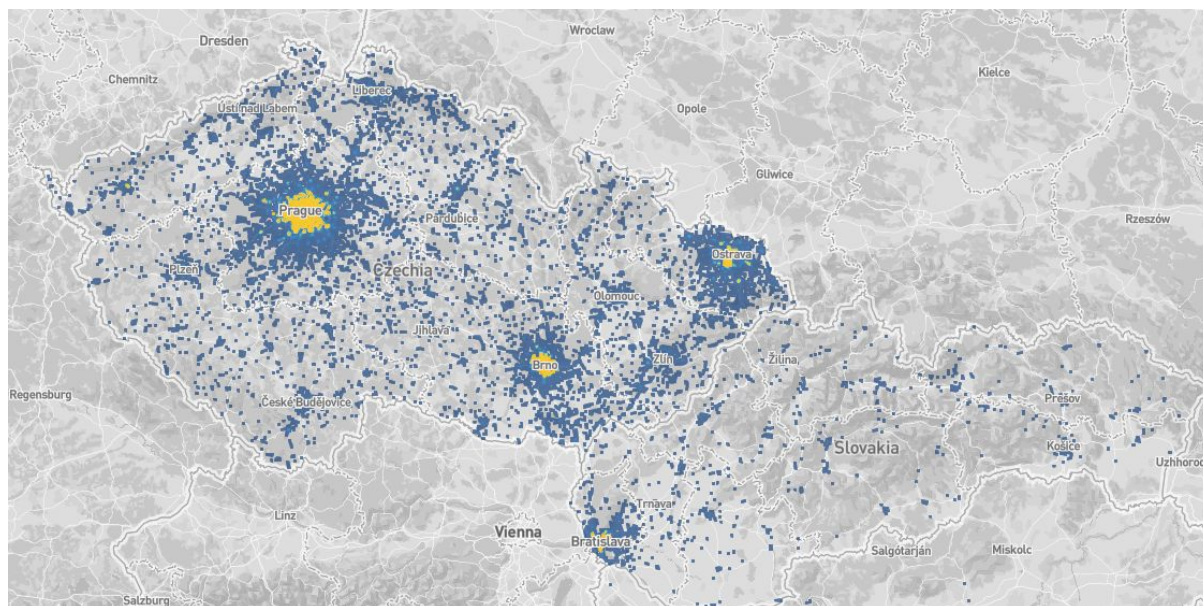 Dresden
Wroclaw
Chemnitz
Kielce
Liberec
Ústí nad Labem
Opole
Gliwice
Prague
Pardubice
Rzeszów
Ostrava
Plzeň
Czechia
Olomouc
Jihlava
Brno
Zlín
Žilina
Regensburg
České Budějovice
Prešov
Slovakia
Košice
Uzhhorod
Trnava
Linz
Vienna
Bratislava
Salgótarján
Miskolc
Salzburg